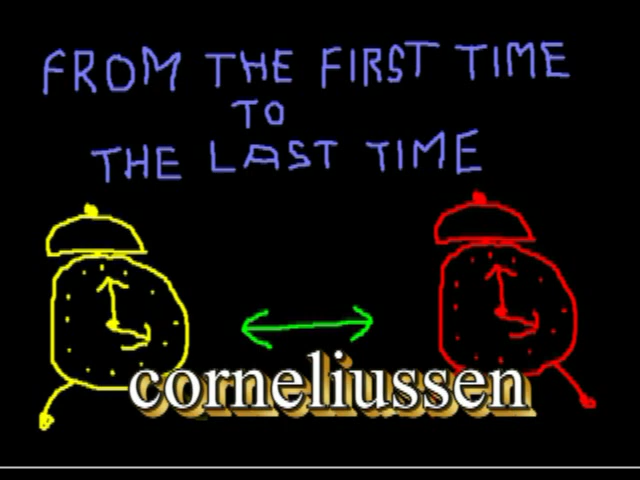 FROM THE FIRST TIME
TO
THE LAST TIME
corneliussen